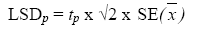 LSDₚ = tₚ x √2 x SE(x̅)